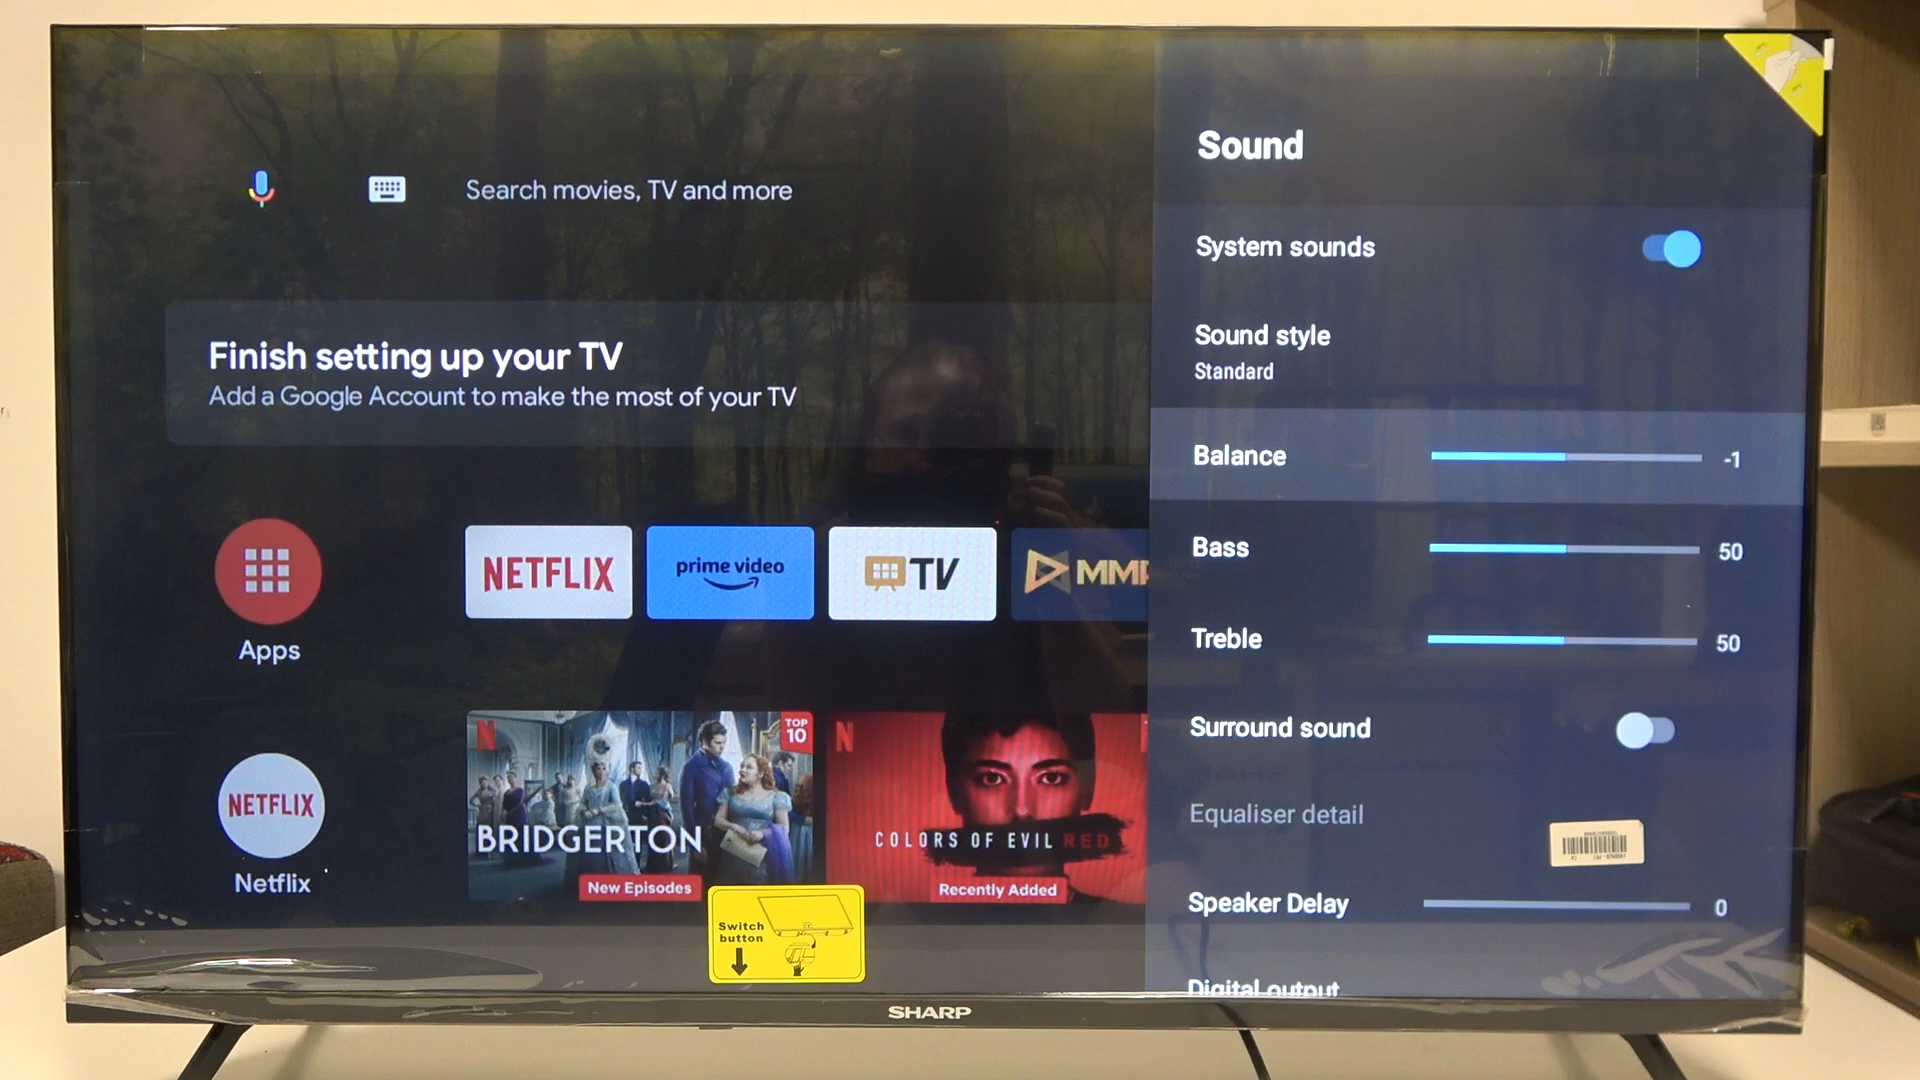 Search movies, TV and more
Finish setting up your TV
Add a Google Account to make the most of your TV
Apps
NETFLIX
prime video
TV
Netflix
NETFLIX
N
BRIDGERTON
TOP
10
New Episodes
N
COLORS OF EVIL RED
Recently Added
Sound
System sounds
Sound style
Standard
Balance
-1
Bass
50
Treble
50
Surround sound
Equaliser detail
Speaker Delay
0
Digital output
Switch
button
SHARP